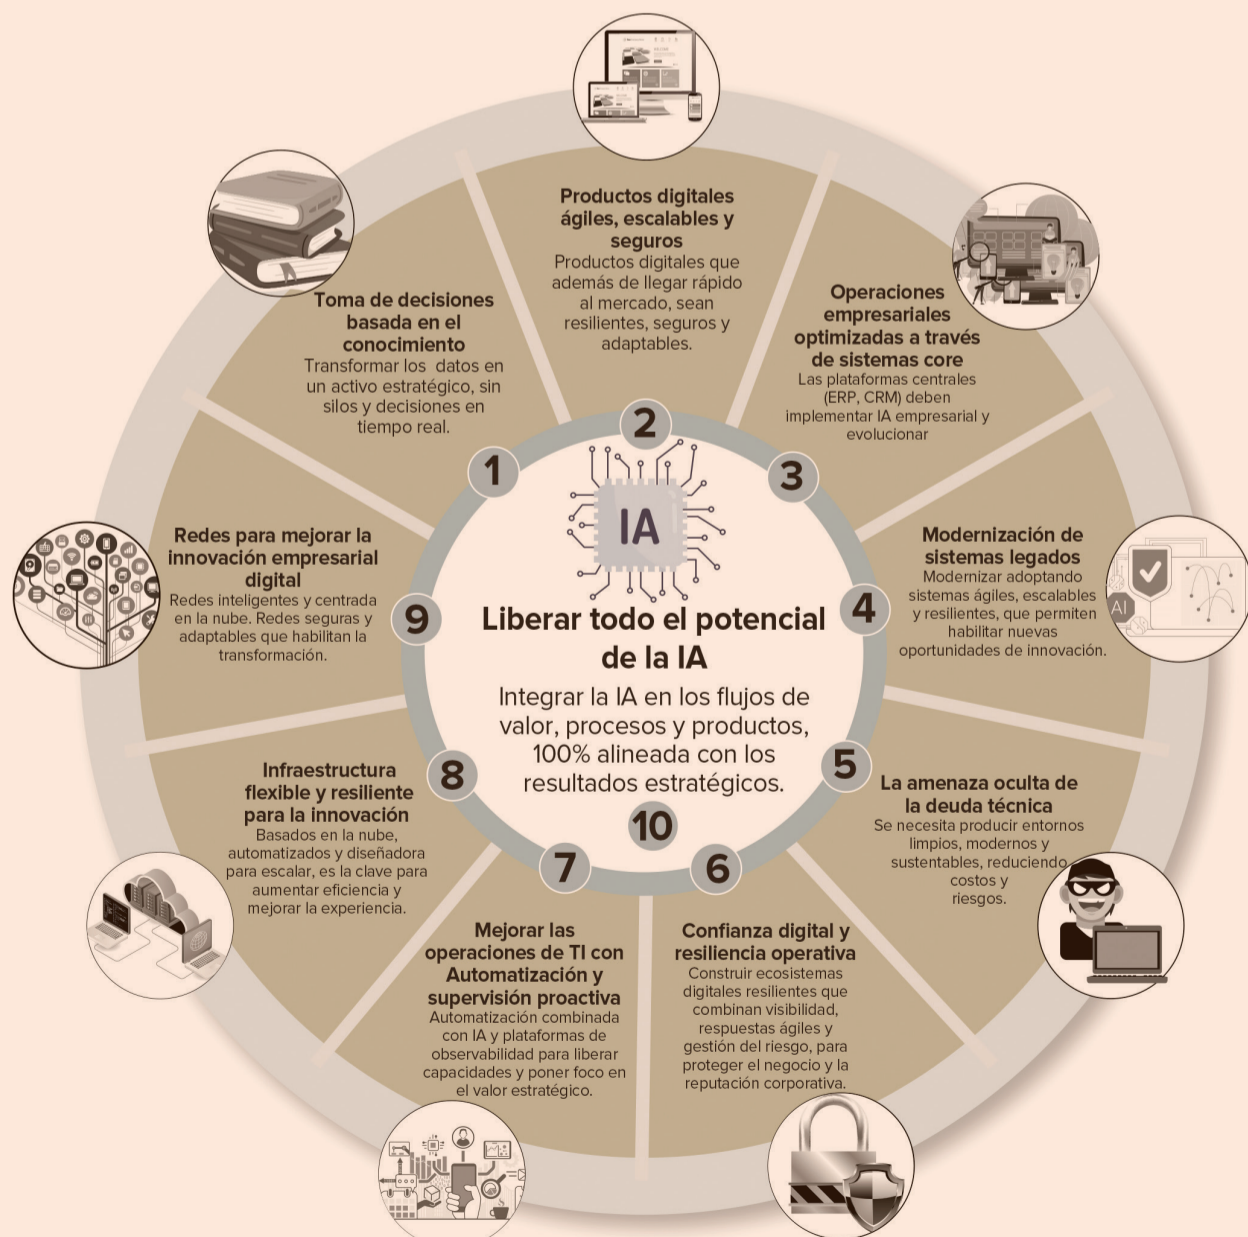 1
Toma de decisiones
basada en el
conocimiento
Transformar los datos en
un activo estratégico, sin
silos y decisiones en
tiempo real.
2
Productos digitales
ágiles, escalables y
seguros
Productos digitales que
además de llegar rápido
al mercado, sean
resilientes, seguros y
adaptables.
3
Operaciones
empresariales
optimizadas a través
de sistemas core
Las plataformas centrales
(ERP, CRM) deben
implementar IA empresarial y
evolucionar
4
Modernización de
sistemas legados
Modernizar adoptando
sistemas ágiles, escalables
y resilientes, que permiten
habilitar nuevas
oportunidades de innovación.
AI
5
La amenaza oculta de
la deuda técnica
Se necesita producir entornos
limpios, modernos y
sustentables, reduciendo
costos y
riesgos.
6
Confianza digital y
resiliencia operativa
Construir ecosistemas
digitales resilientes que
combinan visibilidad,
respuestas ágiles y
gestión del riesgo, para
proteger el negocio y la
reputación corporativa.
7
Mejorar las
operaciones de TI con
Automatización y
supervisión proactiva
Automatización combinada
con IA y plataformas de
observabilidad para liberar
capacidades y poner foco en
el valor estratégico.
8
Infraestructura
flexible y resiliente
para la innovación
Basados en la nube,
automatizados y diseñadora
para escalar, es la clave para
aumentar eficiencia y
mejorar la experiencia.
9
Redes para mejorar la
innovación empresarial
digital
Redes inteligentes y centrada
en la nube. Redes seguras y
adaptables que habilitan la
transformación.
IA
Liberar todo el potencial
de la IA
Integrar la IA en los flujos de
valor, procesos y productos,
100% alineada con los
resultados estratégicos.
10